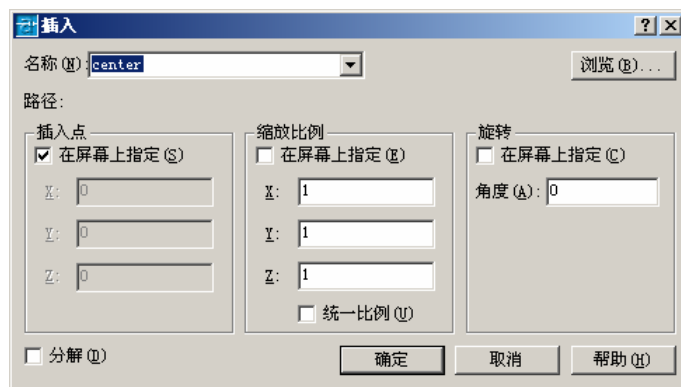 插入
名称(N): center 浏览(B)...
路径:
插入点 缩放比例 旋转
在屏幕上指定(S) 在屏幕上指定(E) 在屏幕上指定(C)
X: 0 X: 1 角度(A): 0
Y: 0 Y: 1
Z: 0 Z: 1
统一比例(U)
分解(D) 确定 取消 帮助(H)